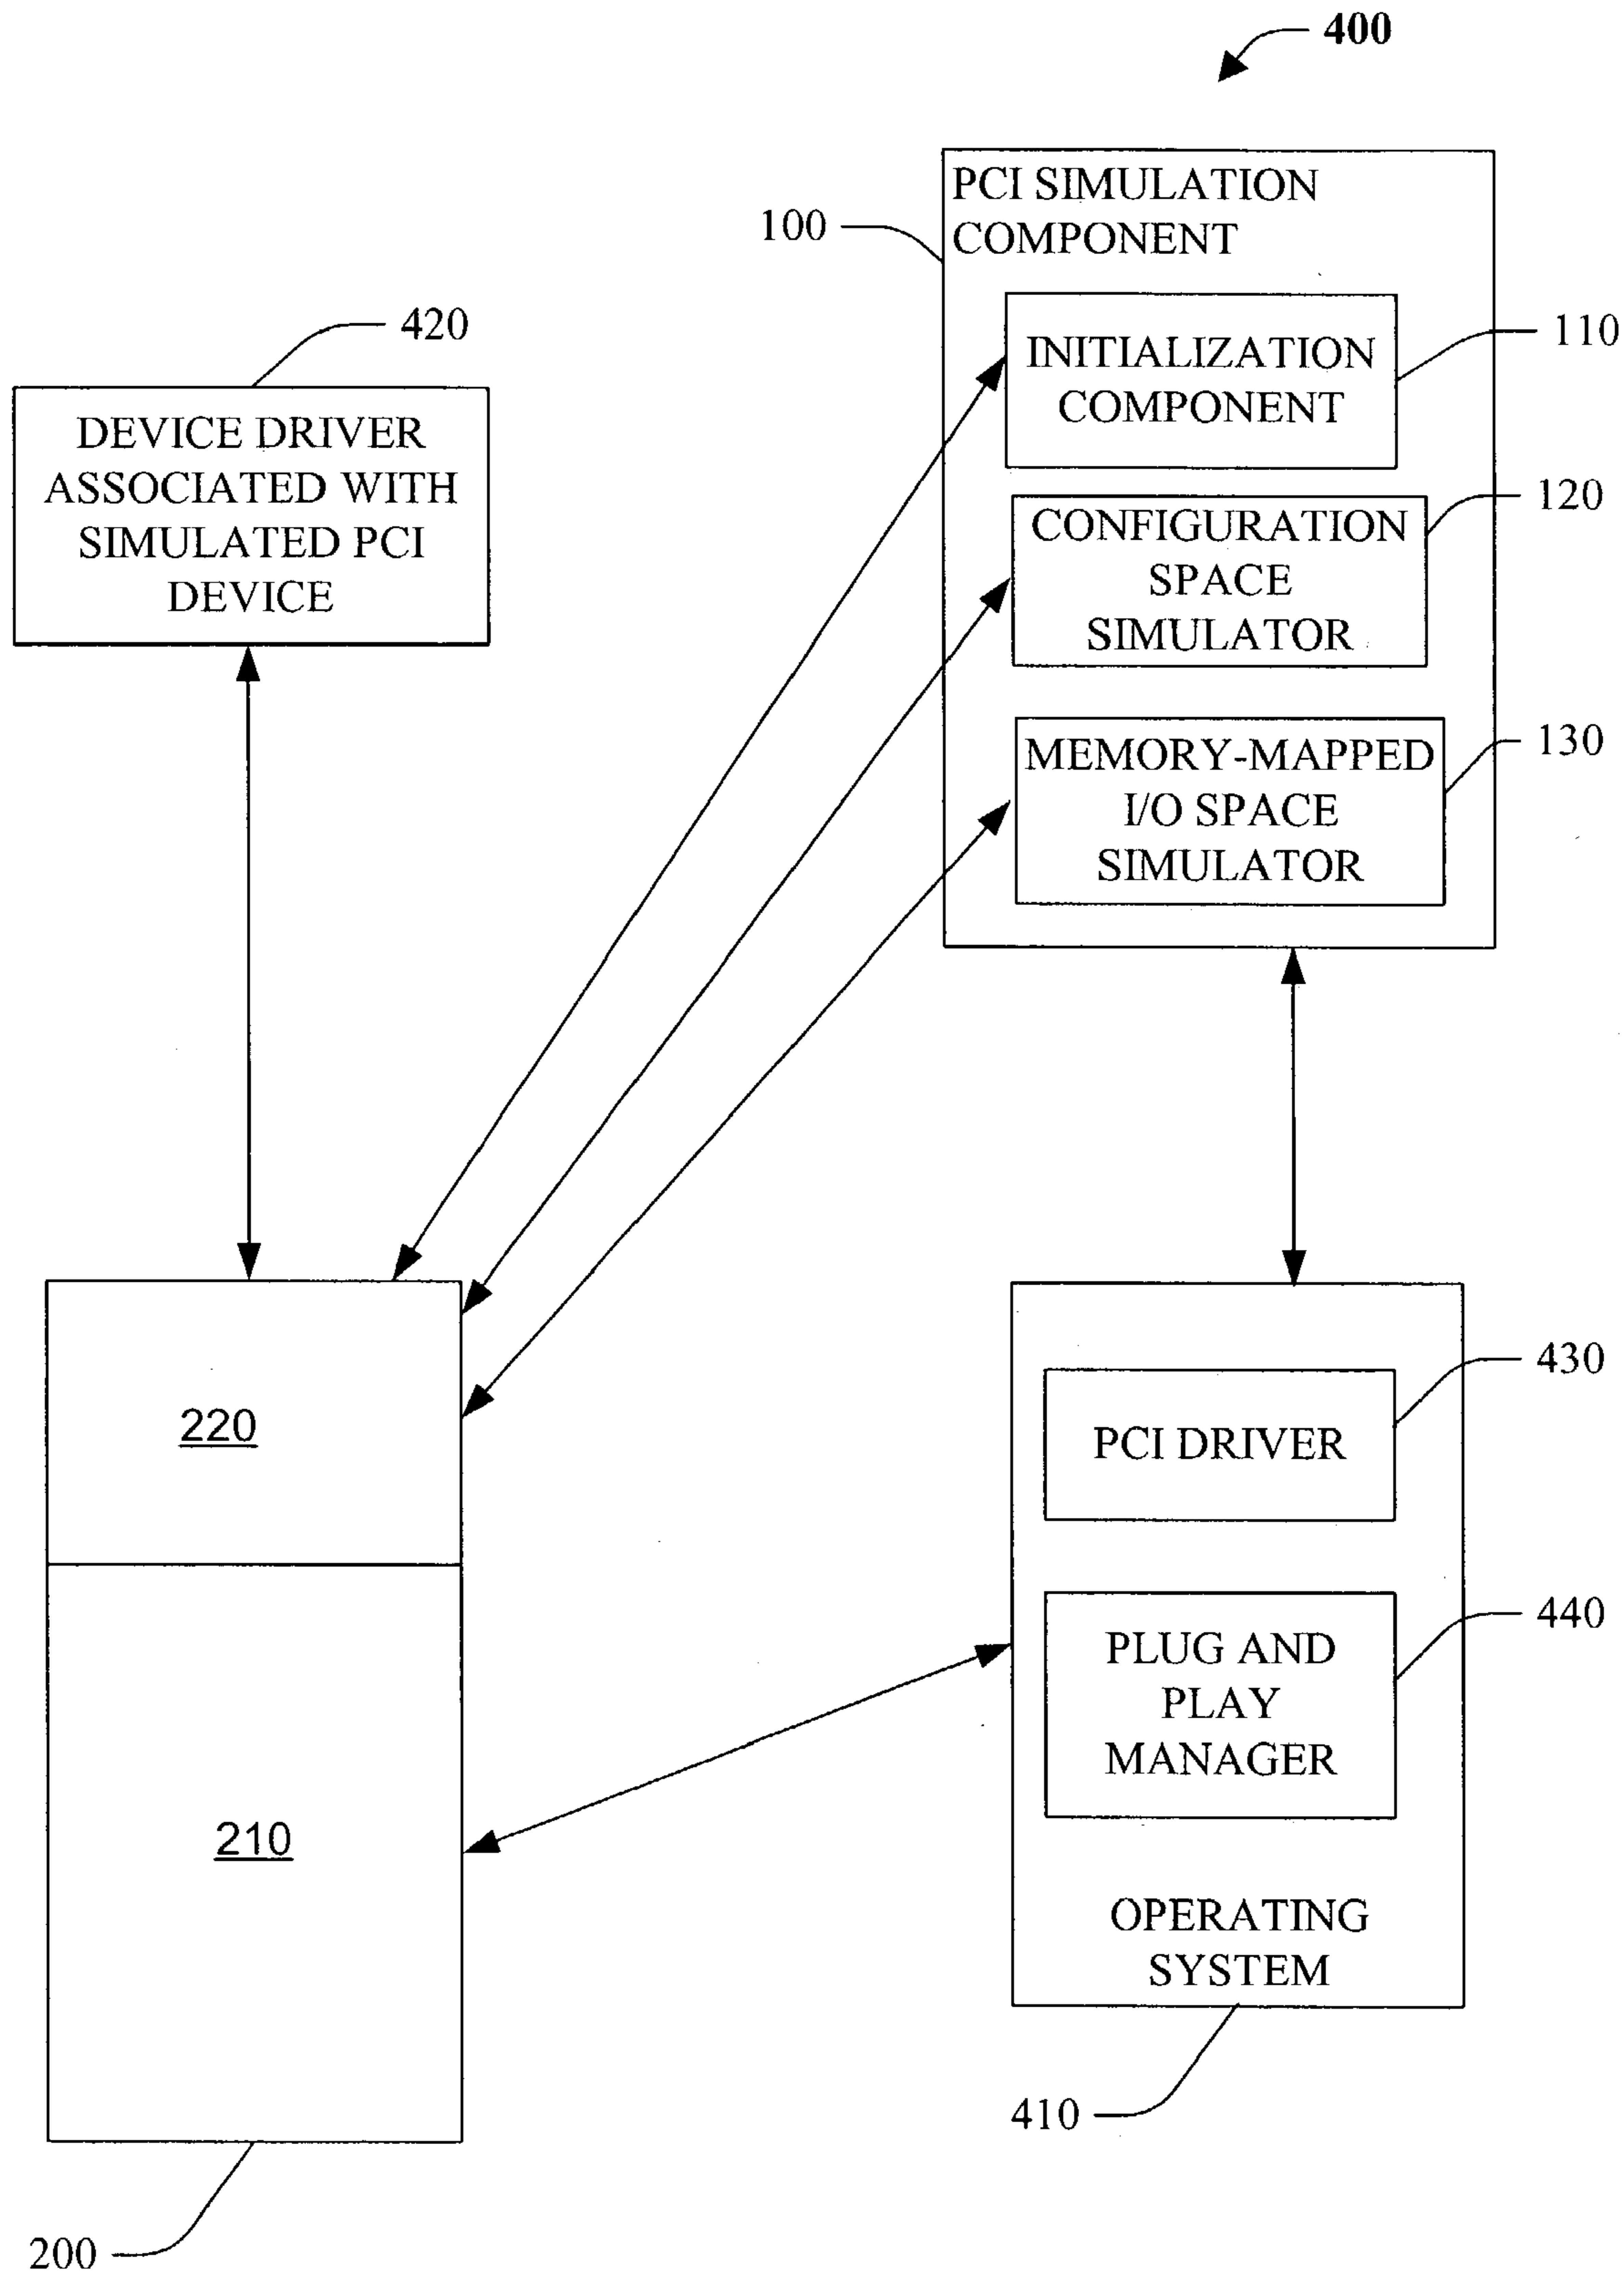 400
PCI SIMULATION
COMPONENT
100
INITIALIZATION
COMPONENT
110
420
DEVICE DRIVER
ASSOCIATED WITH
SIMULATED PCI
DEVICE
CONFIGURATION
SPACE
SIMULATOR
120
MEMORY-MAPPED
I/O SPACE
SIMULATOR
130
220
430
PCI DRIVER
440
PLUG AND
PLAY
MANAGER
210
OPERATING
SYSTEM
410
200